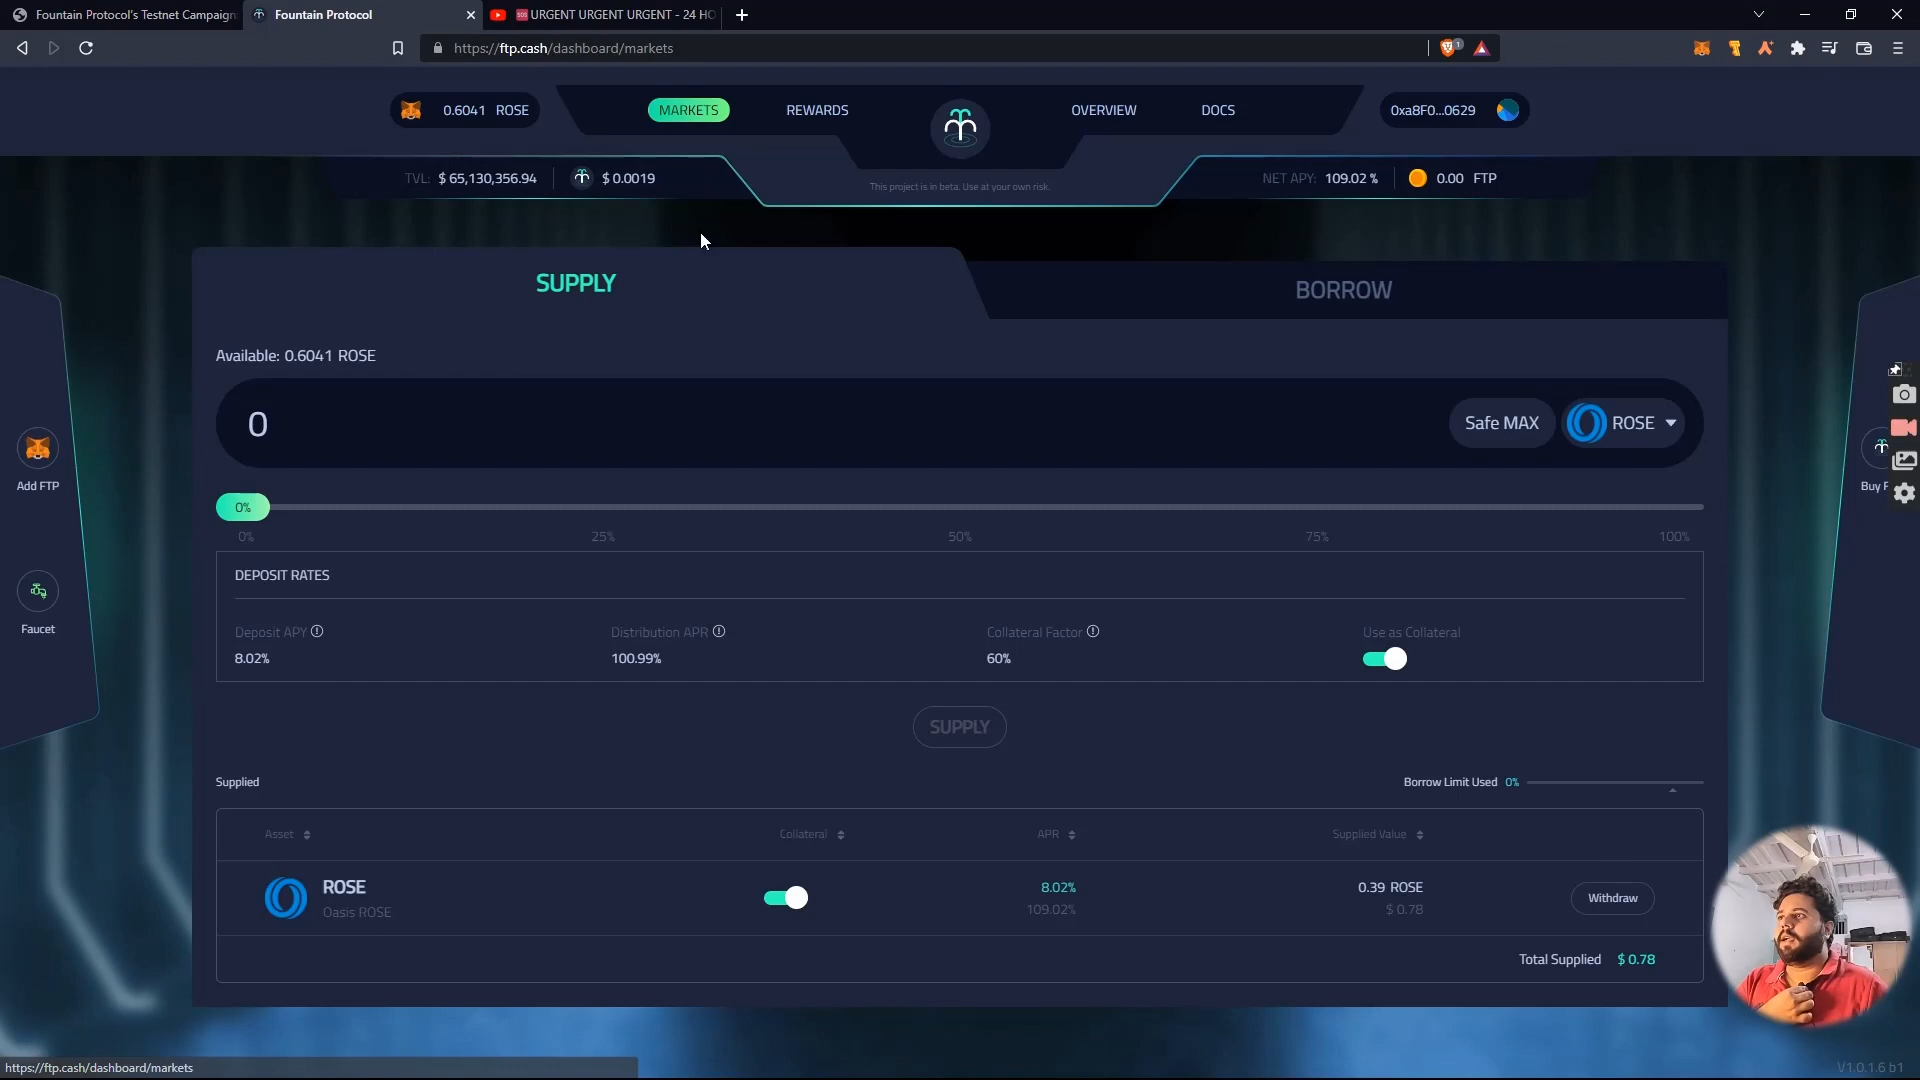 Fountain Protocol's Testnet Campaign
Fountain Protocol
URGENT URGENT URGENT - 24 HO
https://ftp.cash/dashboard/markets
1
0.6041 ROSE
MARKETS
REWARDS
OVERVIEW
DOCS
0xa8F0...0629
TVL: $ 65,130,356.94
$ 0.0019
This project is in beta. Use at your own risk.
NET APY: 109.02 %
0.00 FTP
SUPPLY
BORROW
Available: 0.6041 ROSE
0
Safe MAX
ROSE
0%
0%
25%
50%
75%
100%
Add FTP
Faucet
Buy F
DEPOSIT RATES
Deposit APY
Distribution APR
Collateral Factor
Use as Collateral
8.02%
100.99%
60%
SUPPLY
Supplied
Borrow Limit Used 0%
Asset
Collateral
APR
Supplied Value
ROSE
Oasis ROSE
8.02%
109.02%
0.39 ROSE
$ 0.78
Withdraw
Total Supplied $ 0.78
https://ftp.cash/dashboard/markets
V1.0.1.6 b1